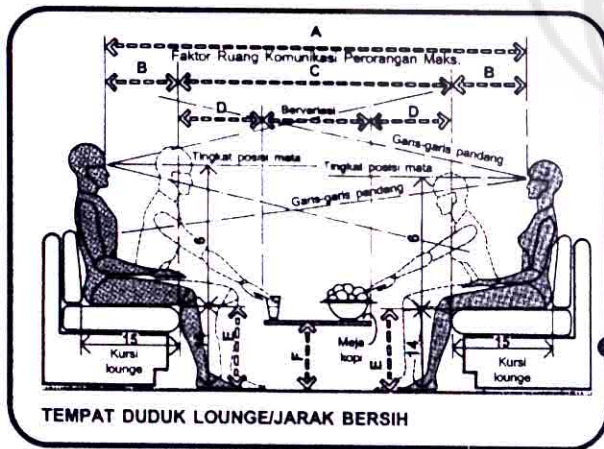 A
Faktor Ruang Komunikasi Perorangan Maks.
B C B
D Bervariasi D
Garis-garis pandang
Tingkat posisi mata
Tingkat posisi mata
Garis-garis pandang
6 6
E F E
14
15 15
Meja
kopi
Kursi
lounge
Kursi
lounge
TEMPAT DUDUK LOUNGE/JARAK BERSIH